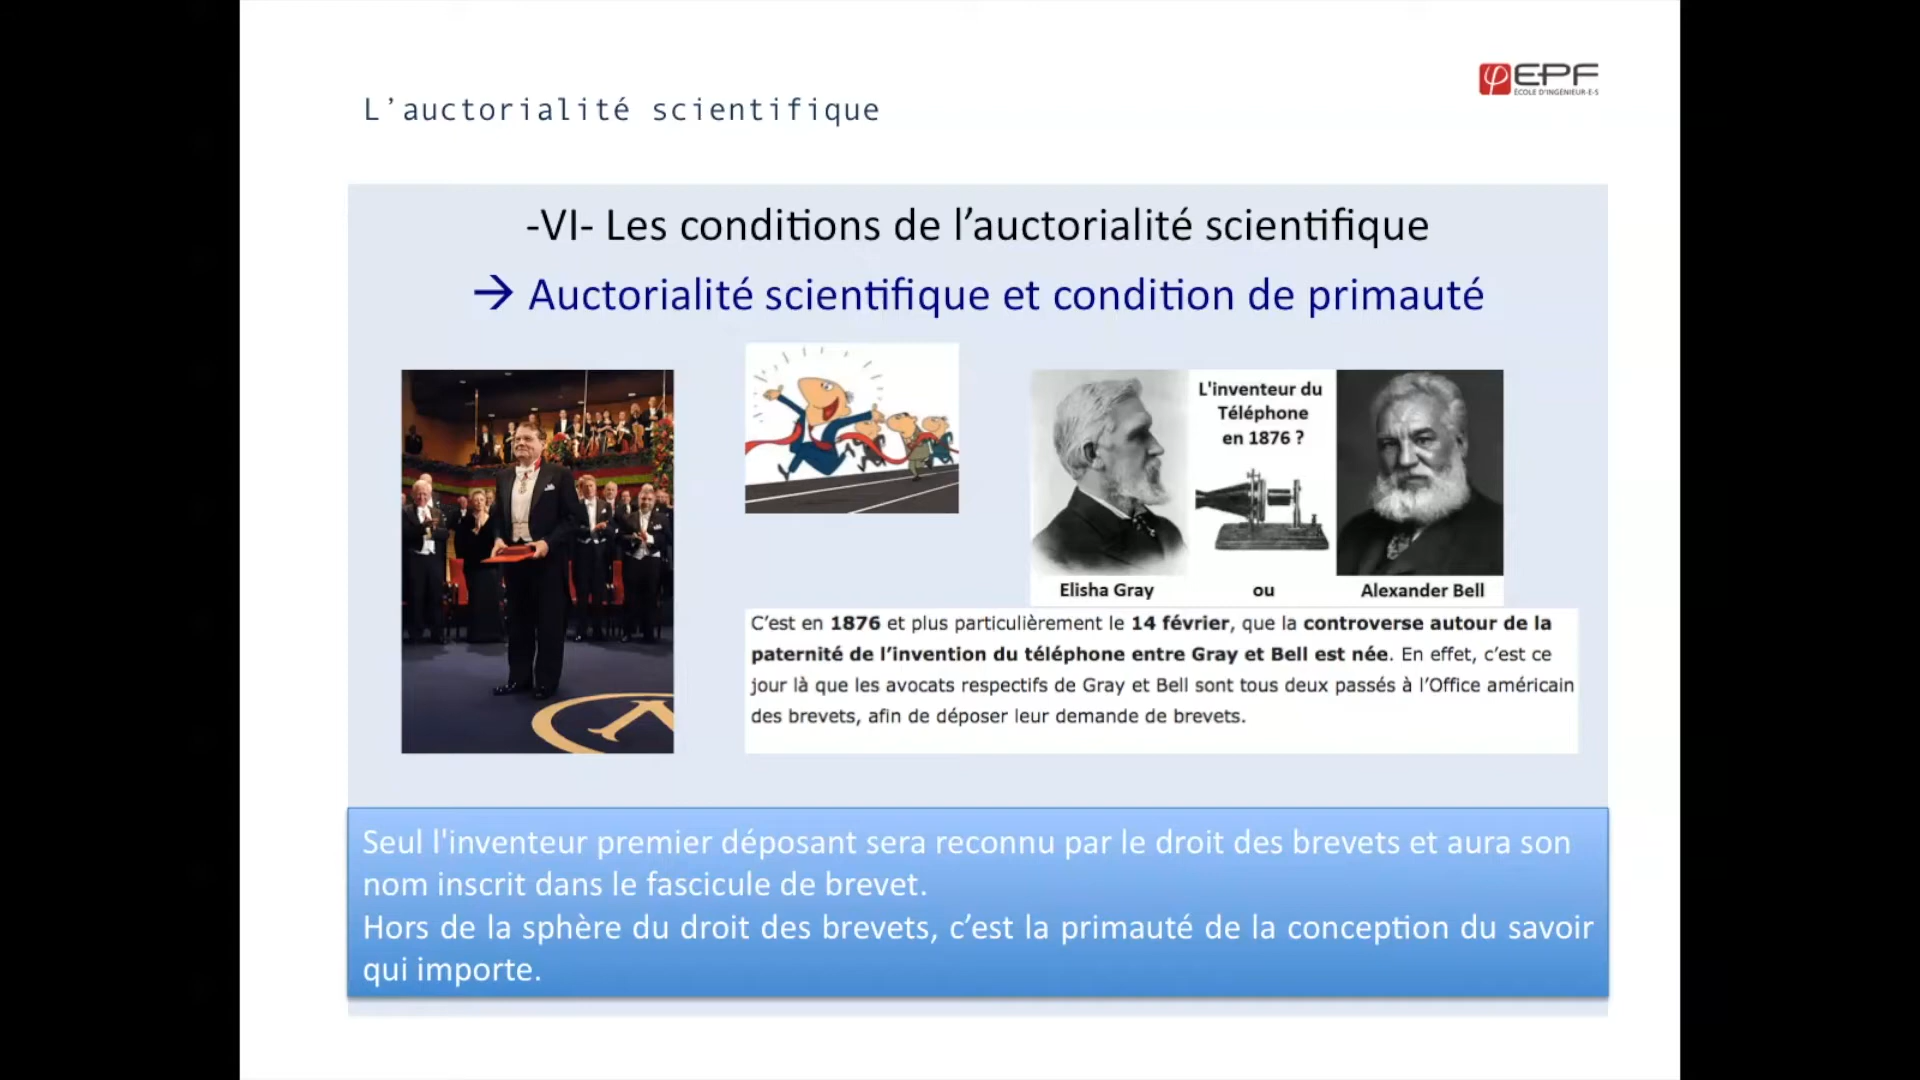 EPF
ÉCOLE D'INGÉNIEUR·E·S
L’auctorialité scientifique
-VI- Les conditions de l’auctorialité scientifique
→ Auctorialité scientifique et condition de primauté
L'inventeur du
Téléphone
en 1876 ?
Elisha Gray ou Alexander Bell
C’est en 1876 et plus particulièrement le 14 février, que la controverse autour de la
paternité de l’invention du téléphone entre Gray et Bell est née. En effet, c’est ce
jour là que les avocats respectifs de Gray et Bell sont tous deux passés à l’Office américain
des brevets, afin de déposer leur demande de brevets.
Seul l'inventeur premier déposant sera reconnu par le droit des brevets et aura son
nom inscrit dans le fascicule de brevet.
Hors de la sphère du droit des brevets, c’est la primauté de la conception du savoir
qui importe.